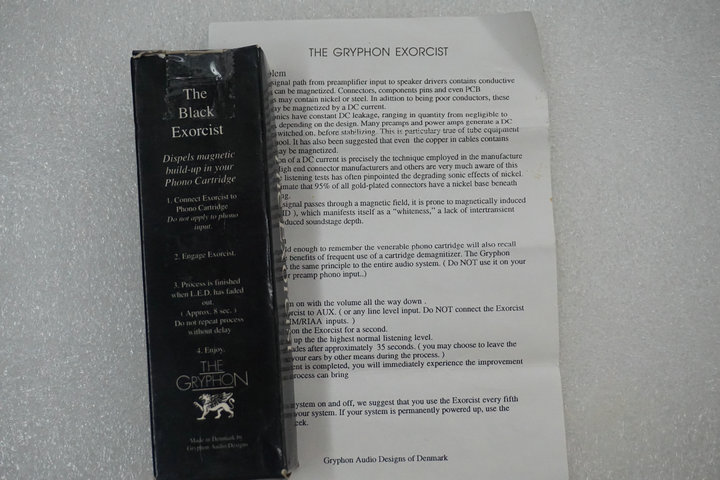 The
Black
Exorcist
Dispels magnetic
build-up in your
Phono Cartridge
1. Connect Exorcist to
Phono Cartridge
Do not apply to phono
input.
2. Engage Exorcist.
3. Process is finished
when L.E.D. has faded
out.
( Approx. 8 sec. )
Do not repeat process
without delay
4. Enjoy.
THE
GRYPHON
Made in Denmark by
Gryphon Audio Designs
THE GRYPHON EXORCIST
signal path from preamplifier input to speaker drivers contains conductive
can be magnetized. Connectors, components pins and even PCB
may contain nickel or steel. In adittion to being poor conductors, these
be magnetized by a DC current.
have constant DC leakage, ranging in quantity from negligible to
depending on the design. Many preamps and power amps generate a DC
switched on, before stabilizing. This is particulary true of tube equipment
It has also been suggested that even the copper in cables contains
be magnetized.
of a DC current is precisely the technique employed in the manufacture
end connector manufacturers and others are very much aware of this
listening tests has often pinpointed the degrading sonic effects of nickel.
that 95% of all gold-plated connectors have a nickel base beneath
signal passes through a magnetic field, it is prone to magnetically induced
), which manifests itself as a "whiteness," a lack of intertransient
soundstage depth.
enough to remember the venerable phono cartridge will also recall
benefits of frequent use of a cartridge demagnitizer. The Gryphon
the same principle to the entire audio system. ( Do NOT use it on your
preamp phono input..)
on with the volume all the way down .
to AUX. ( or any line level input. Do NOT connect the Exorcist
/RIAA inputs. )
on the Exorcist for a second.
up the the highest normal listening level.
after approximately 35 seconds. ( you may choose to leave the
your ears by other means during the process. )
is completed, you will immediately experience the improvement
process can bring
system on and off, we suggest that you use the Exorcist every fifth
your system. If your system is permanently powered up, use the
Gryphon Audio Designs of Denmark